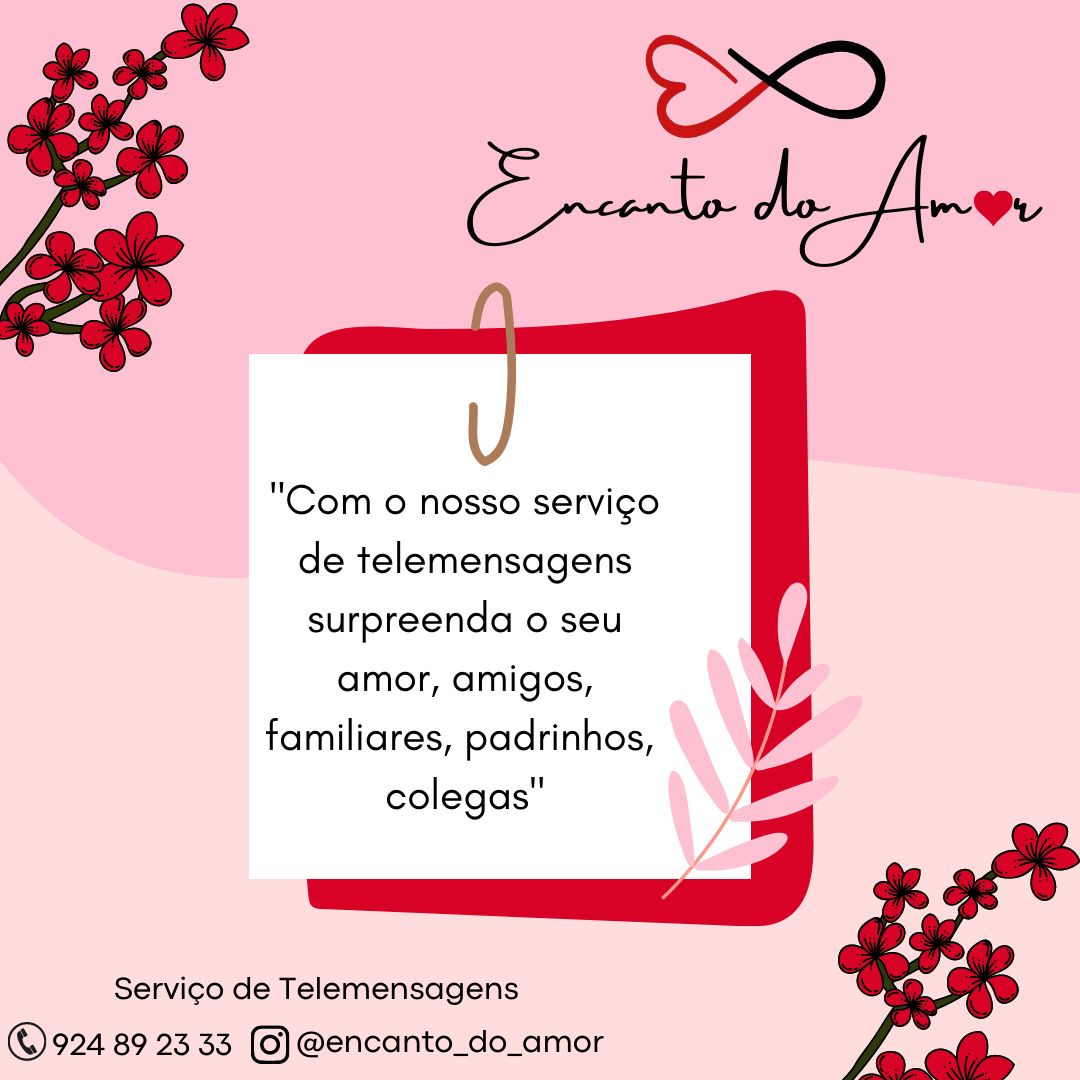 Encanto do Amor
"Com o nosso serviço
de telemensagens
surpreenda o seu
amor, amigos,
familiares, padrinhos,
colegas"
Serviço de Telemensagens
924 89 23 33 @encanto_do_amor